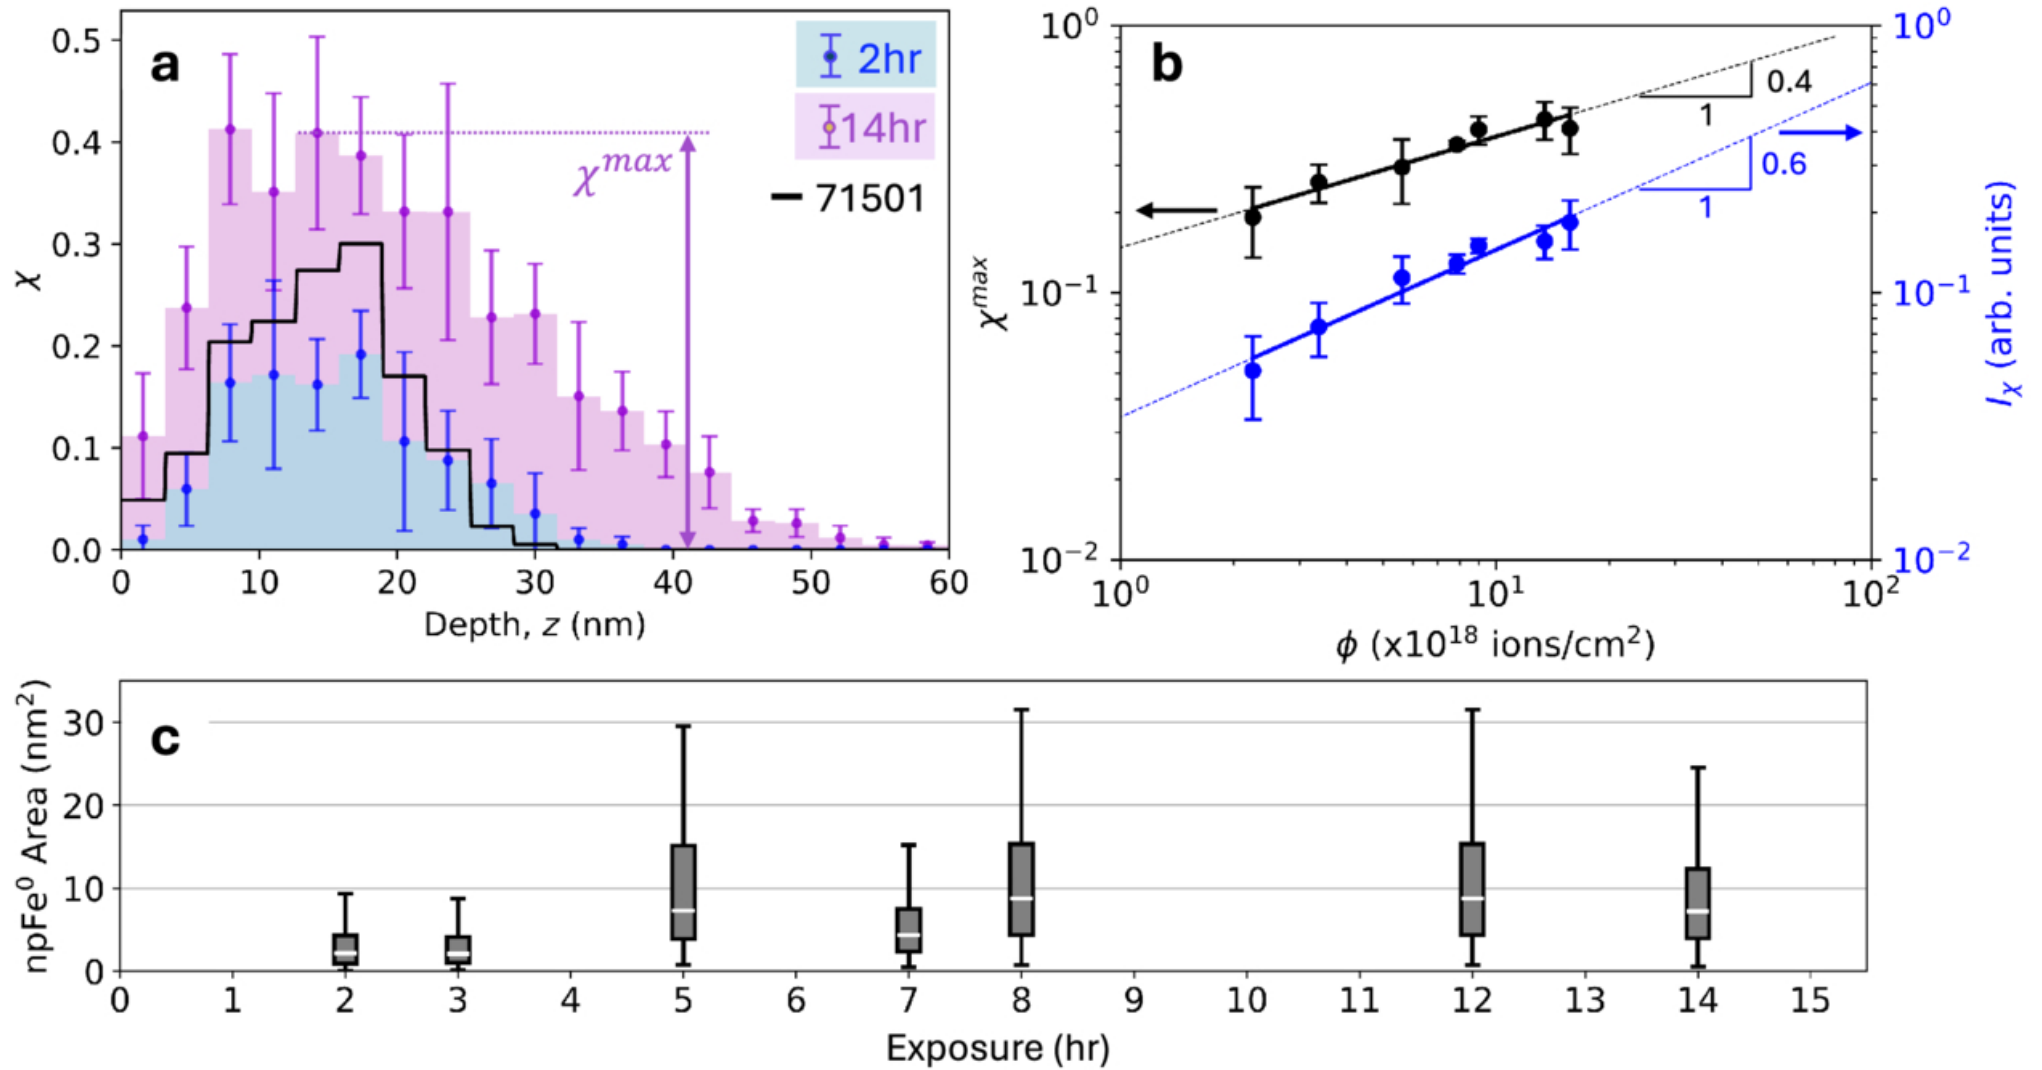 a
2hr
14hr
71501
χ^max
0.5
0.4
0.3
0.2
0.1
0.0
χ
0 10 20 30 40 50 60
Depth, z (nm)
b
10^0
10^-1
10^-2
χ^max
0.4
1
0.6
1
10^0
10^-1
10^-2
I_χ (arb. units)
10^0 10^1 10^2
ϕ (x10^18 ions/cm^2)
c
30
20
10
0
npFe^0 Area (nm^2)
0 1 2 3 4 5 6 7 8 9 10 11 12 13 14 15
Exposure (hr)